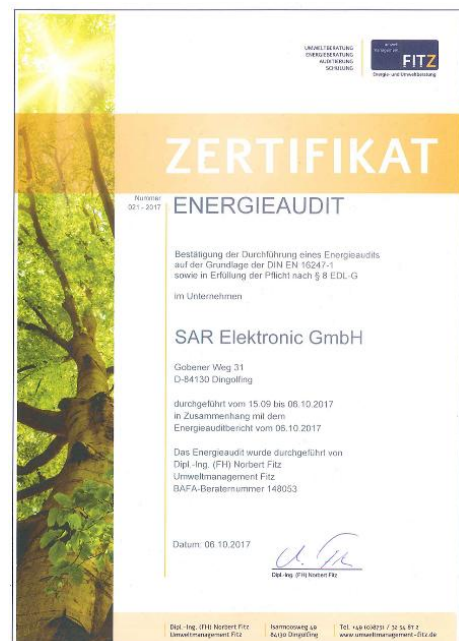 UMWELTBERATUNG
ENERGIEBERATUNG
AUDITIERUNG
SCHULUNG
FITZ
Energie- und Umweltberatung
ZERTIFIKAT
Nummer
021 - 2017
ENERGIEAUDIT
Bestätigung der Durchführung eines Energieaudits
auf der Grundlage der DIN EN 16247-1
sowie in Erfüllung der Pflicht nach § 8 EDL-G
im Unternehmen
SAR Elektronic GmbH
Gobener Weg 31
D-84130 Dingolfing
durchgeführt vom 15.09 bis 06.10.2017
in Zusammenhang mit dem
Energieauditbericht vom 06.10.2017
Das Energieaudit wurde durchgeführt von
Dipl.-Ing. (FH) Norbert Fitz
Umweltmanagement Fitz
BAFA-Beraternummer 148053
Datum: 06.10.2017
Dipl.-Ing. (FH) Norbert Fitz
Dipl.-Ing. (FH) Norbert Fitz
Umweltmanagement Fitz
Isarmoosweg 49
84130 Dingolfing
www.umweltmanagement-fitz.de